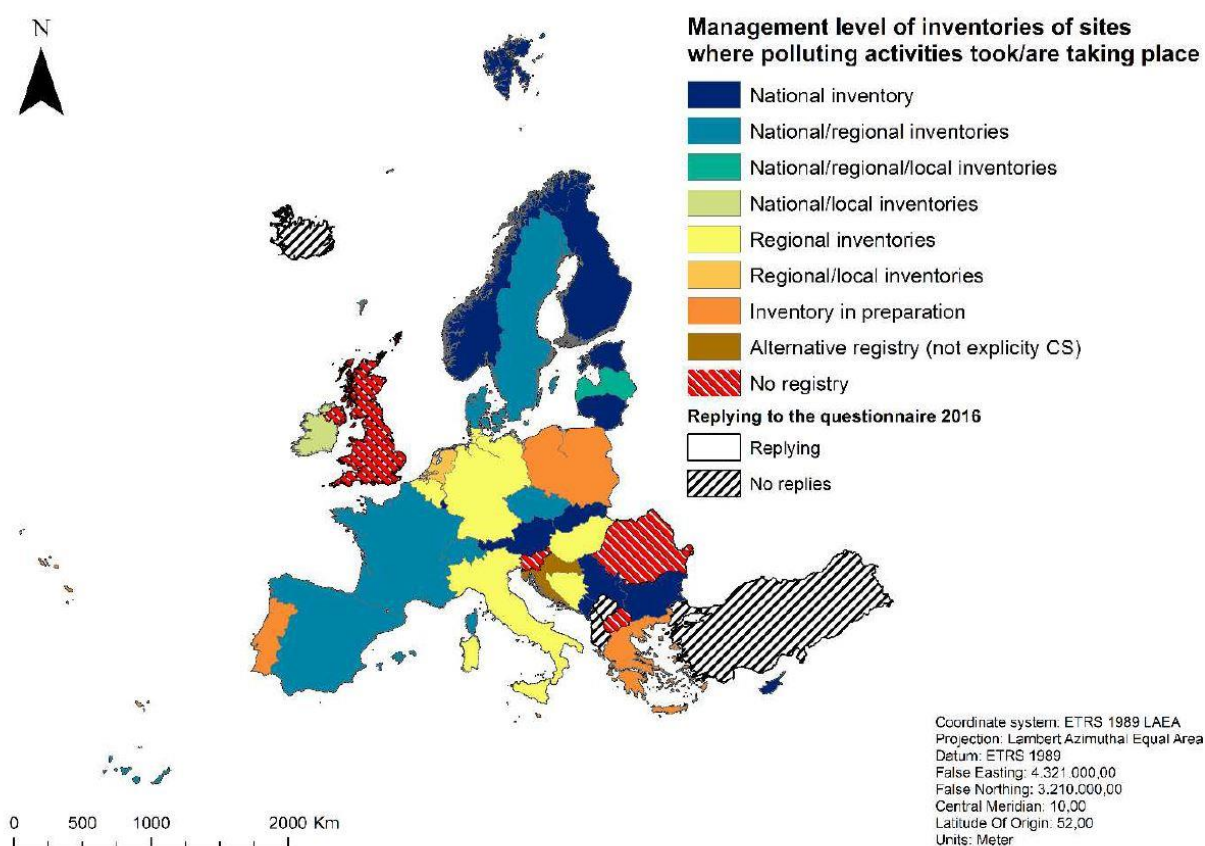 N
Management level of inventories of sites
where polluting activities took/are taking place
National inventory
National/regional inventories
National/regional/local inventories
National/local inventories
Regional inventories
Regional/local inventories
Inventory in preparation
Alternative registry (not explicity CS)
No registry
Replying to the questionnaire 2016
Replying
No replies
Coordinate system: ETRS 1989 LAEA
Projection: Lambert Azimuthal Equal Area
Datum: ETRS 1989
False Easting: 4.321.000,00
False Northing: 3.210.000,00
Central Meridian: 10,00
Latitude Of Origin: 52,00
Units: Meter
0 500 1000 2000 Km